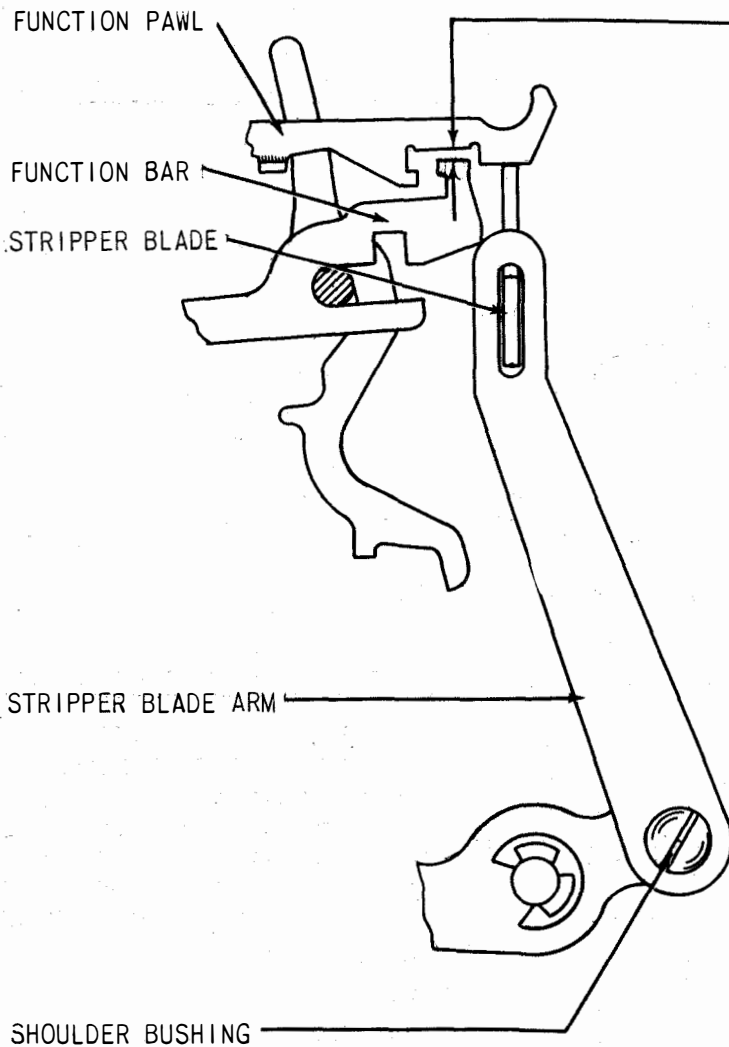 FUNCTION PAWL
FUNCTION BAR
STRIPPER BLADE
STRIPPER BLADE ARM
SHOULDER BUSHING